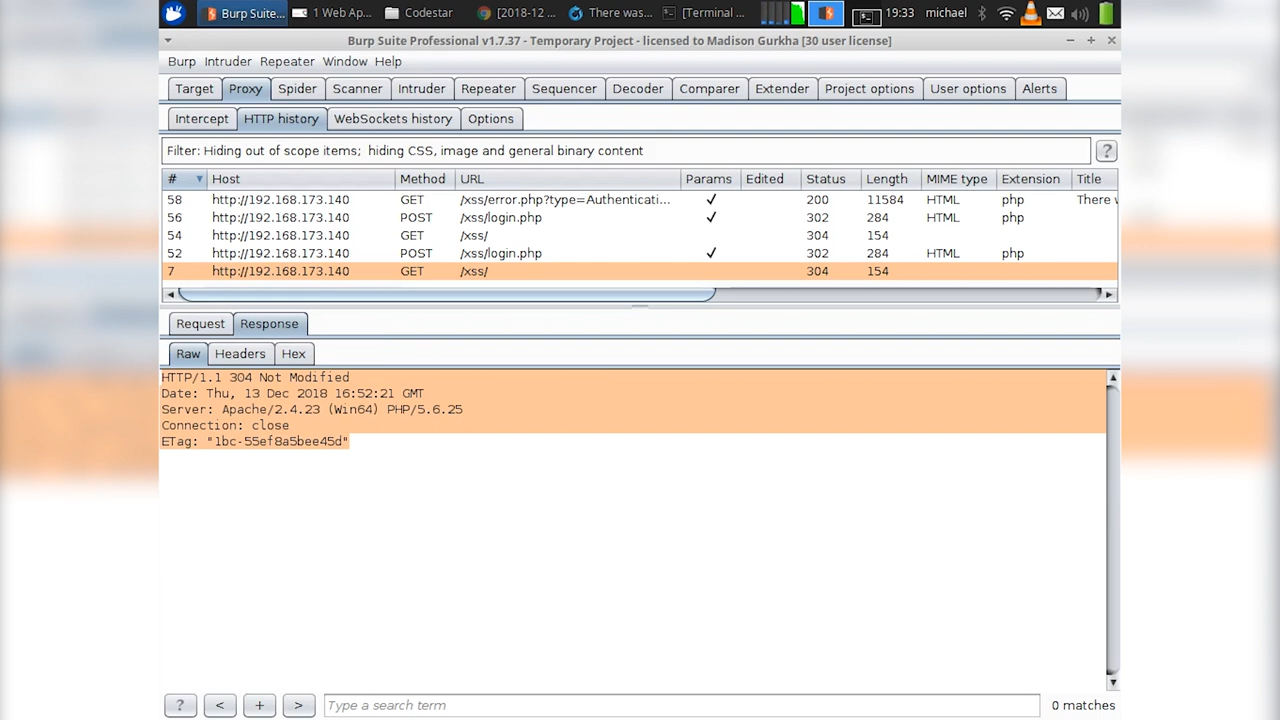 Burp Suite... 1 Web Ap... Codestar [2018-12 ... There was... [Terminal ... 19:33 michael
Burp Suite Professional v1.7.37 - Temporary Project - licensed to Madison Gurkha [30 user license]
Burp Intruder Repeater Window Help
Target Proxy Spider Scanner Intruder Repeater Sequencer Decoder Comparer Extender Project options User options Alerts
Intercept HTTP history WebSockets history Options
Filter: Hiding out of scope items; hiding CSS, image and general binary content ?
# Host Method URL Params Edited Status Length MIME type Extension Title
58 http://192.168.173.140 GET /xss/error.php?type=Authenticati... ✓ 200 11584 HTML php There
56 http://192.168.173.140 POST /xss/login.php ✓ 302 284 HTML php
54 http://192.168.173.140 GET /xss/ 304 154
52 http://192.168.173.140 POST /xss/login.php ✓ 302 284 HTML php
7 http://192.168.173.140 GET /xss/ 304 154
Request Response
Raw Headers Hex
HTTP/1.1 304 Not Modified
Date: Thu, 13 Dec 2018 16:52:21 GMT
Server: Apache/2.4.23 (Win64) PHP/5.6.25
Connection: close
ETag: "1bc-55ef8a5bee45d"
? < + > Type a search term 0 matches